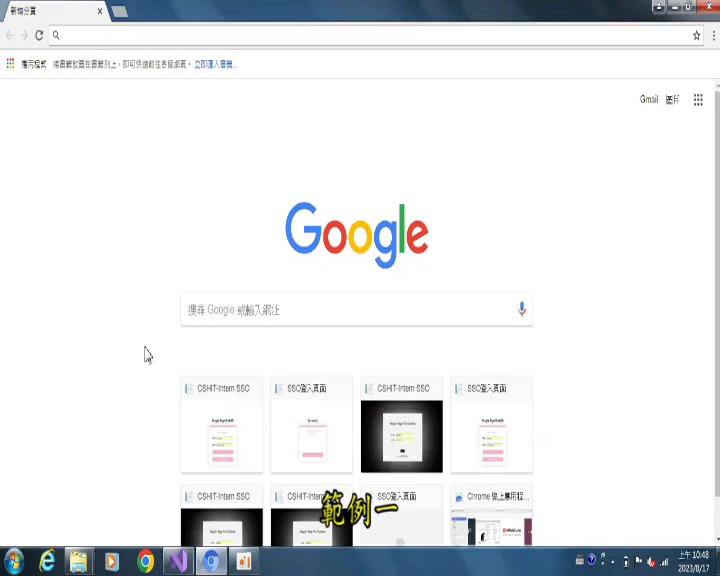 新增分頁
應用程式 將書籤放置在書籤列上，即可快速前往各個網頁。 立即匯入書籤...
Gmail 圖片
Google
搜尋 Google 或輸入網址
CSHIT-Intern SSO SSO登入頁面 CSHIT-Intern SSO SSO登入頁面
CSHIT-Intern SSO CSHIT-Intern SSO登入頁面 Chrome 線上應用程...
範例一
上午 10:48
2023/8/17